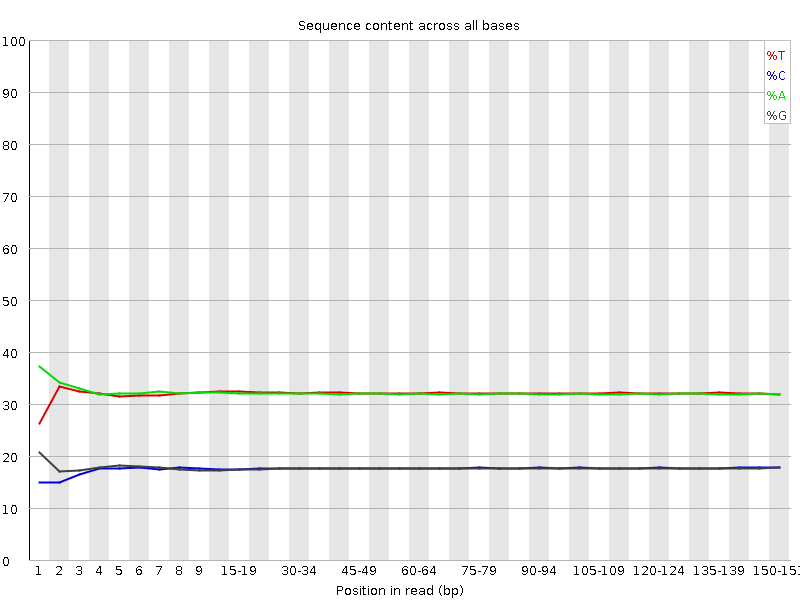 Sequence content across all bases
100
90
80
70
60
50
40
30
20
10
0
%T
%C
%A
%G
1 2 3 4 5 6 7 8 9 15-19 30-34 45-49 60-64 75-79 90-94 105-109 120-124 135-139 150-151
Position in read (bp)